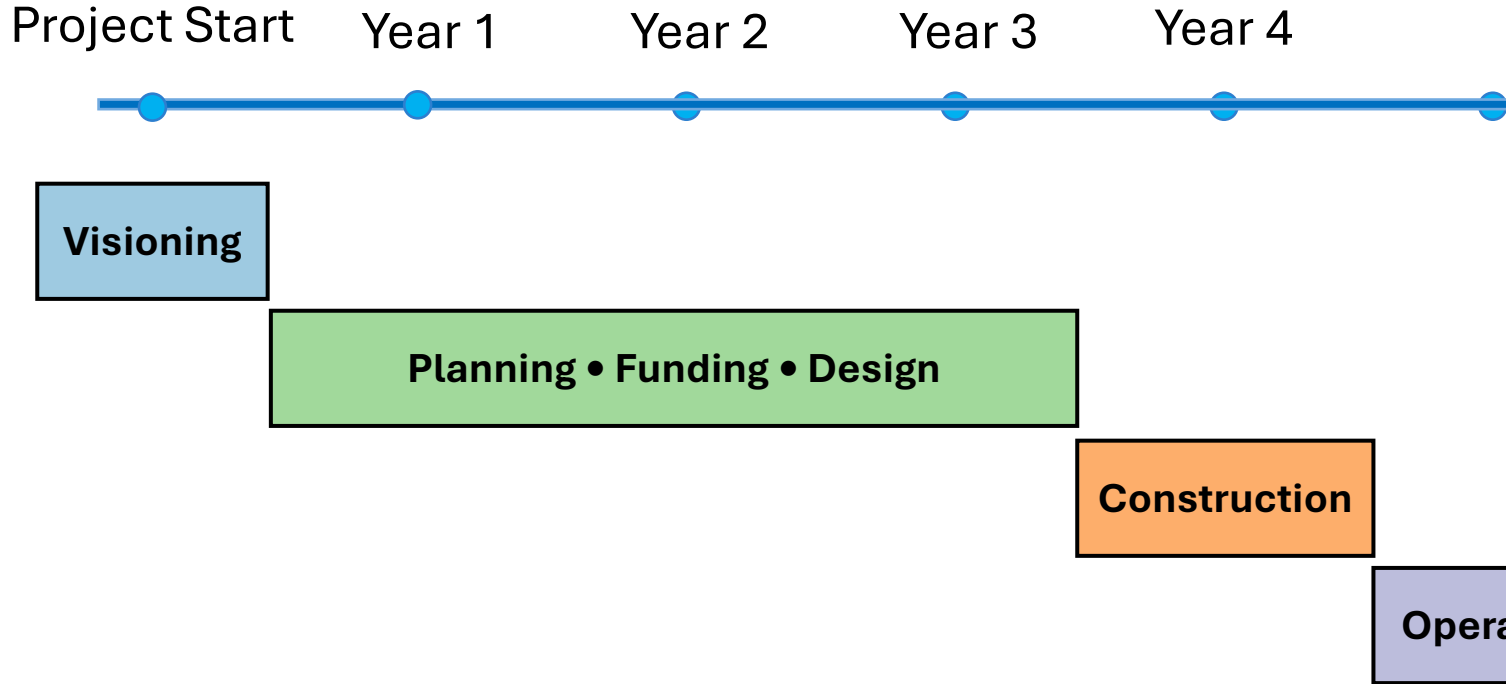 Project Start Year 1 Year 2 Year 3 Year 4
Visioning
Planning • Funding • Design
Construction